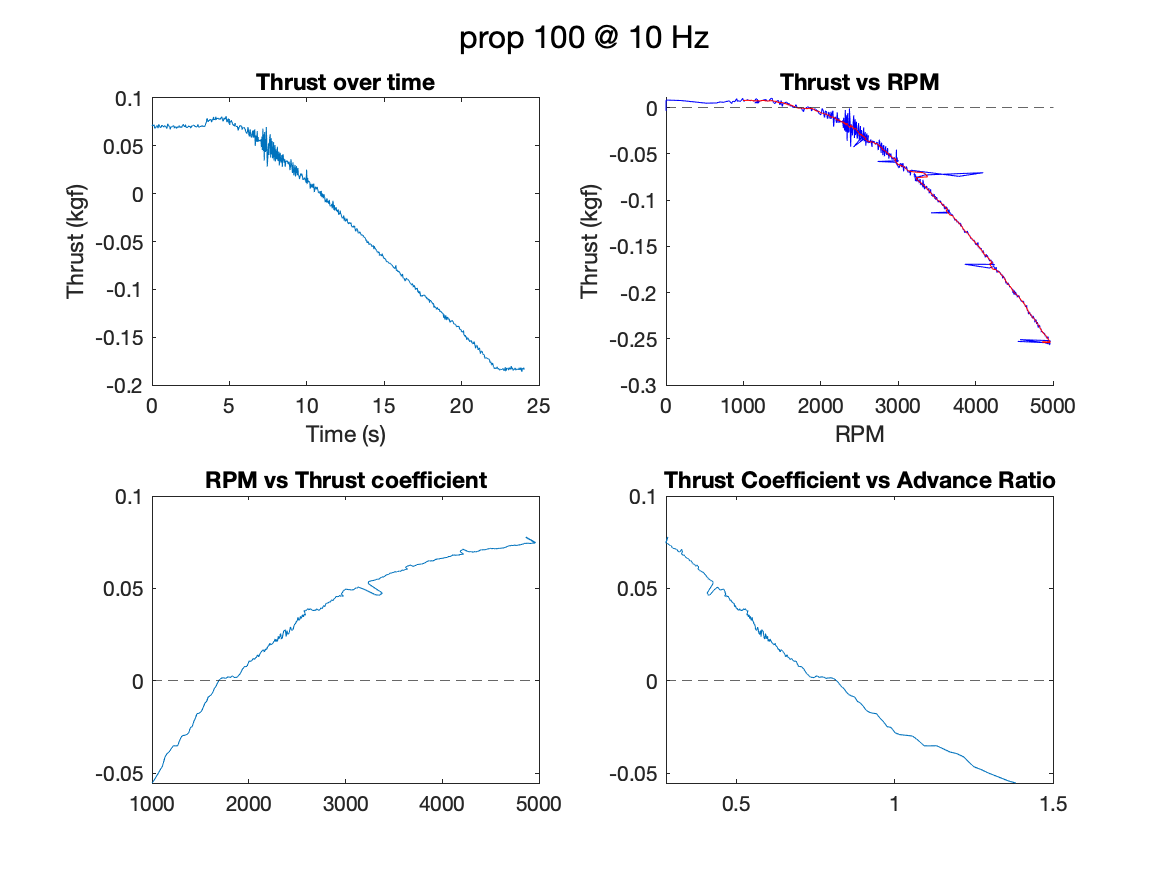 prop 100 @ 10 Hz
Thrust over time
0.1
0.05
0
-0.05
-0.1
-0.15
-0.2
0 5 10 15 20 25
Thrust (kgf)
Time (s)
Thrust vs RPM
0
-0.05
-0.1
-0.15
-0.2
-0.25
-0.3
0 1000 2000 3000 4000 5000
Thrust (kgf)
RPM
RPM vs Thrust coefficient
0.1
0.05
0
-0.05
1000 2000 3000 4000 5000
Thrust Coefficient vs Advance Ratio
0.1
0.05
0
-0.05
0.5 1 1.5